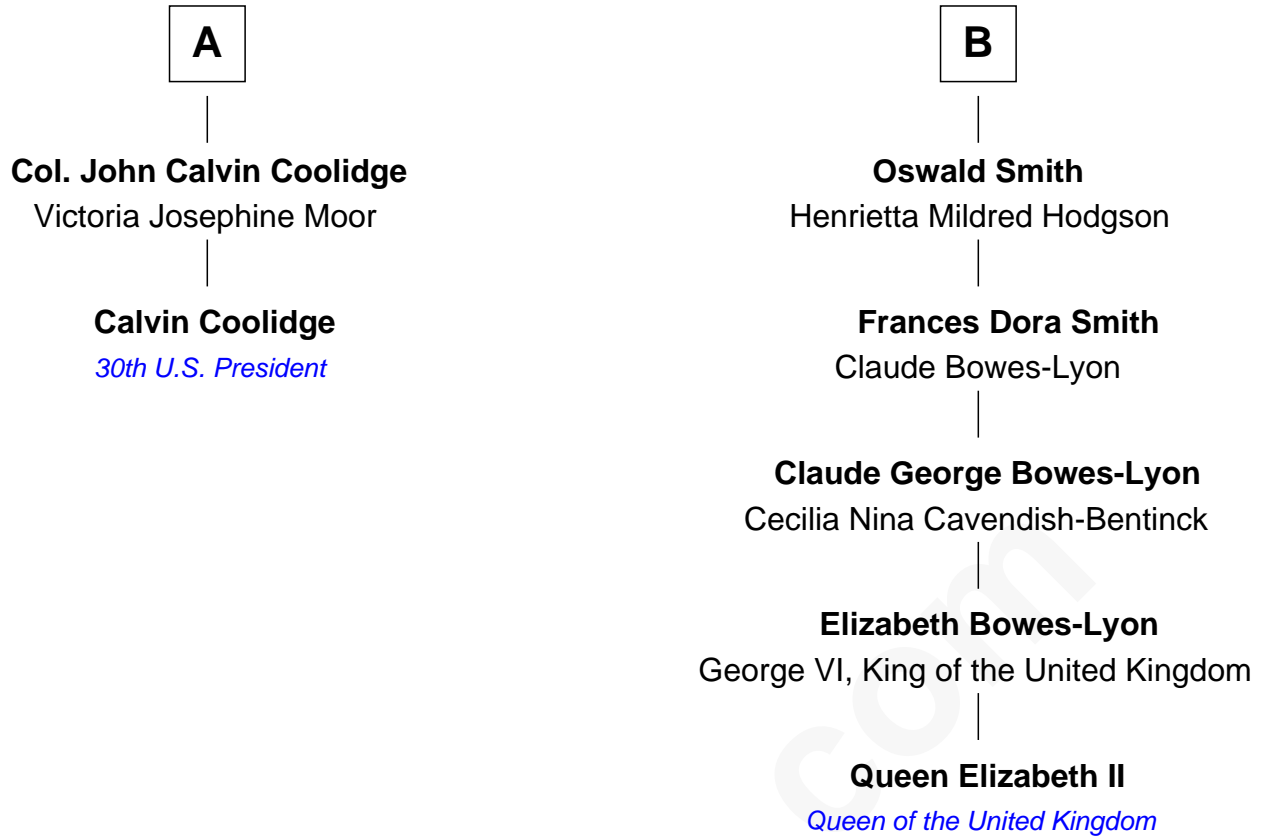 A
Col. John Calvin Coolidge
Victoria Josephine Moor
Calvin Coolidge
30th U.S. President
B
Oswald Smith
Henrietta Mildred Hodgson
Frances Dora Smith
Claude Bowes-Lyon
Claude George Bowes-Lyon
Cecilia Nina Cavendish-Bentinck
Elizabeth Bowes-Lyon
George VI, King of the United Kingdom
Queen Elizabeth II
Queen of the United Kingdom
com